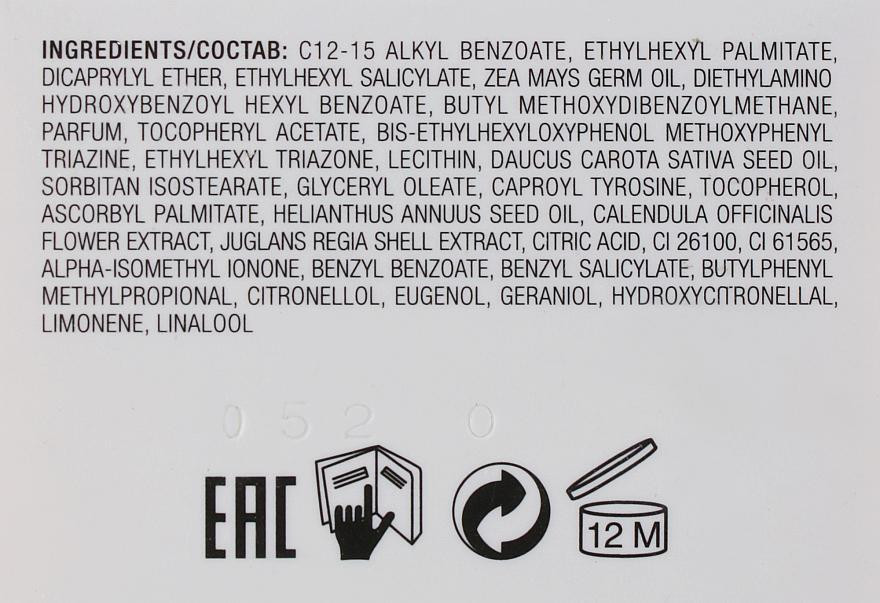 INGREDIENTS/СОСТАВ: C12-15 ALKYL BENZOATE, ETHYLHEXYL PALMITATE,
DICAPRYLYL ETHER, ETHYLHEXYL SALICYLATE, ZEA MAYS GERM OIL, DIETHYLAMINO
HYDROXYBENZOYL HEXYL BENZOATE, BUTYL METHOXYDIBENZOYLMETHANE,
PARFUM, TOCOPHERYL ACETATE, BIS-ETHYLHEXYLOXYPHENOL METHOXYPHENYL
TRIAZINE, ETHYLHEXYL TRIAZONE, LECITHIN, DAUCUS CAROTA SATIVA SEED OIL,
SORBITAN ISOSTEARATE, GLYCERYL OLEATE, CAPROYL TYROSINE, TOCOPHEROL,
ASCORBYL PALMITATE, HELIANTHUS ANNUUS SEED OIL, CALENDULA OFFICINALIS
FLOWER EXTRACT, JUGLANS REGIA SHELL EXTRACT, CITRIC ACID, CI 26100, CI 61565,
ALPHA-ISOMETHYL IONONE, BENZYL BENZOATE, BENZYL SALICYLATE, BUTYLPHENYL
METHYLPROPIONAL, CITRONELLOL, EUGENOL, GERANIOL, HYDROXYCITRONELLAL,
LIMONENE, LINALOOL
052 0
EAC
12 M